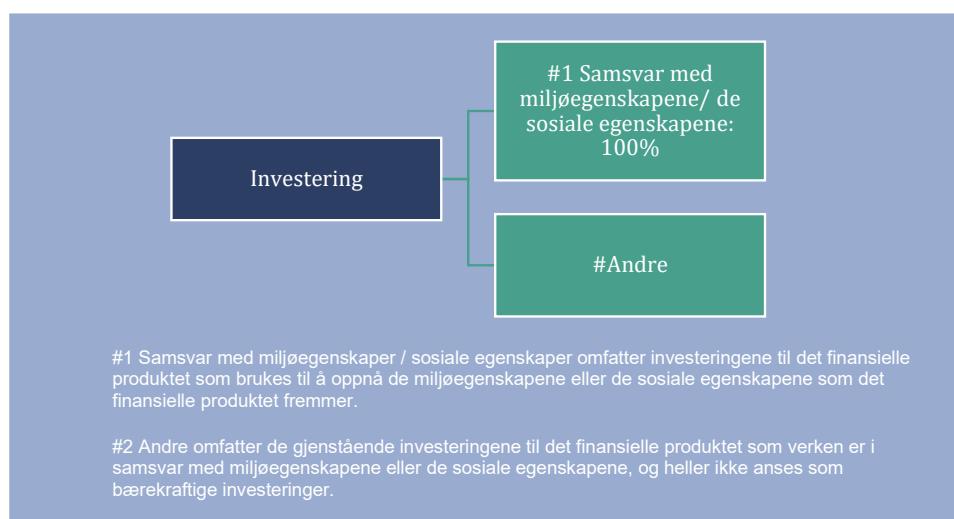 #1 Samsvar med
miljøegenskapene/ de
sosiale egenskapene:
100%
Investering
#Andre
#1 Samsvar med miljøegenskaper / sosiale egenskaper omfatter investeringene til det finansielle
produktet som brukes til å oppnå de miljøegenskapene eller de sosiale egenskapene som det
finansielle produktet fremmer.
#2 Andre omfatter de gjenstående investeringene til det finansielle produktet som verken er i
samsvar med miljøegenskapene eller de sosiale egenskapene, og heller ikke anses som
bærekraftige investeringer.